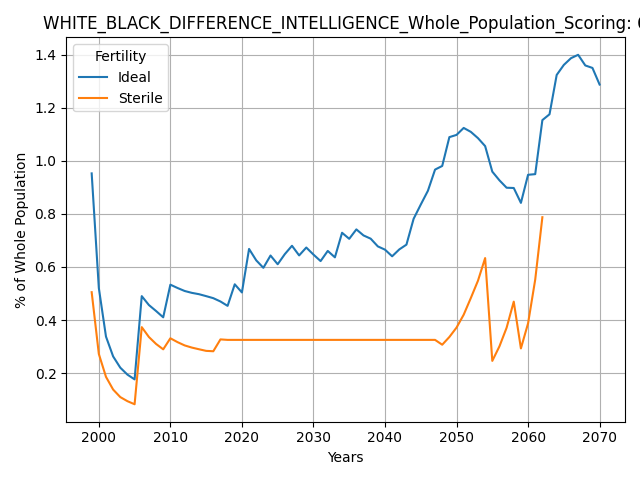 WHITE_BLACK_DIFFERENCE_INTELLIGENCE_Whole_Population_Scoring:
Fertility
Ideal
Sterile
1.4
1.2
1.0
0.8
0.6
0.4
0.2
% of Whole Population
2000 2010 2020 2030 2040 2050 2060 2070
Years